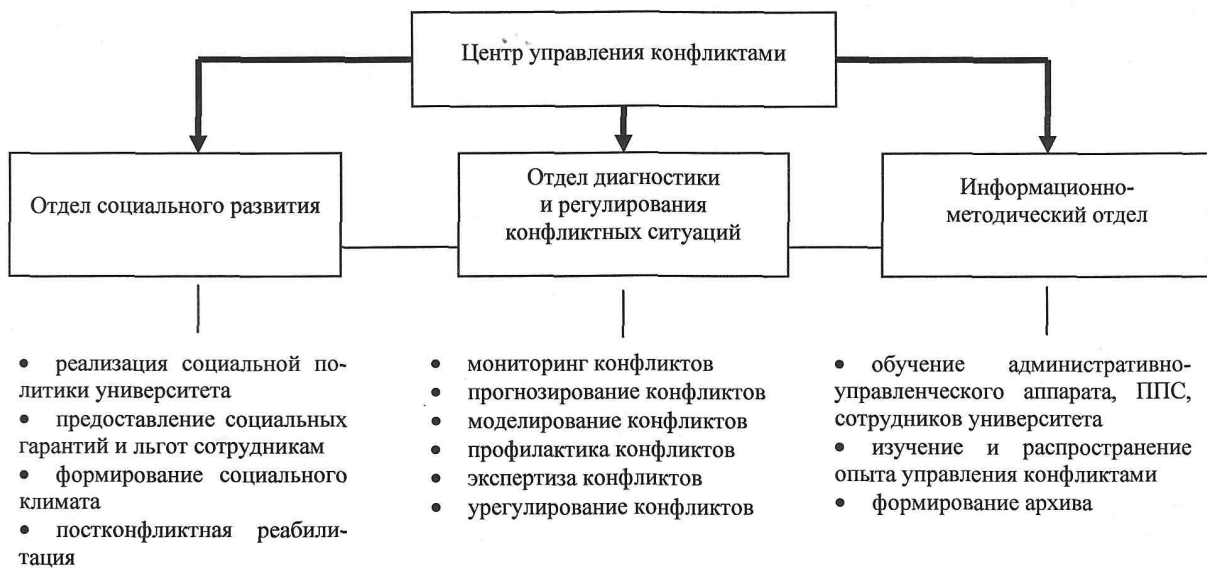 Центр управления конфликтами
Отдел социального развития
Отдел диагностики
и регулирования
конфликтных ситуаций
Информационно-
методический отдел
• реализация социальной по-
литики университета
• предоставление социальных
гарантий и льгот сотрудникам
• формирование социального
климата
• постконфликтная реабили-
тация
• мониторинг конфликтов
• прогнозирование конфликтов
• моделирование конфликтов
• профилактика конфликтов
• экспертиза конфликтов
• урегулирование конфликтов
• обучение административно-
управленческого аппарата, ППС,
сотрудников университета
• изучение и распространение
опыта управления конфликтами
• формирование архива